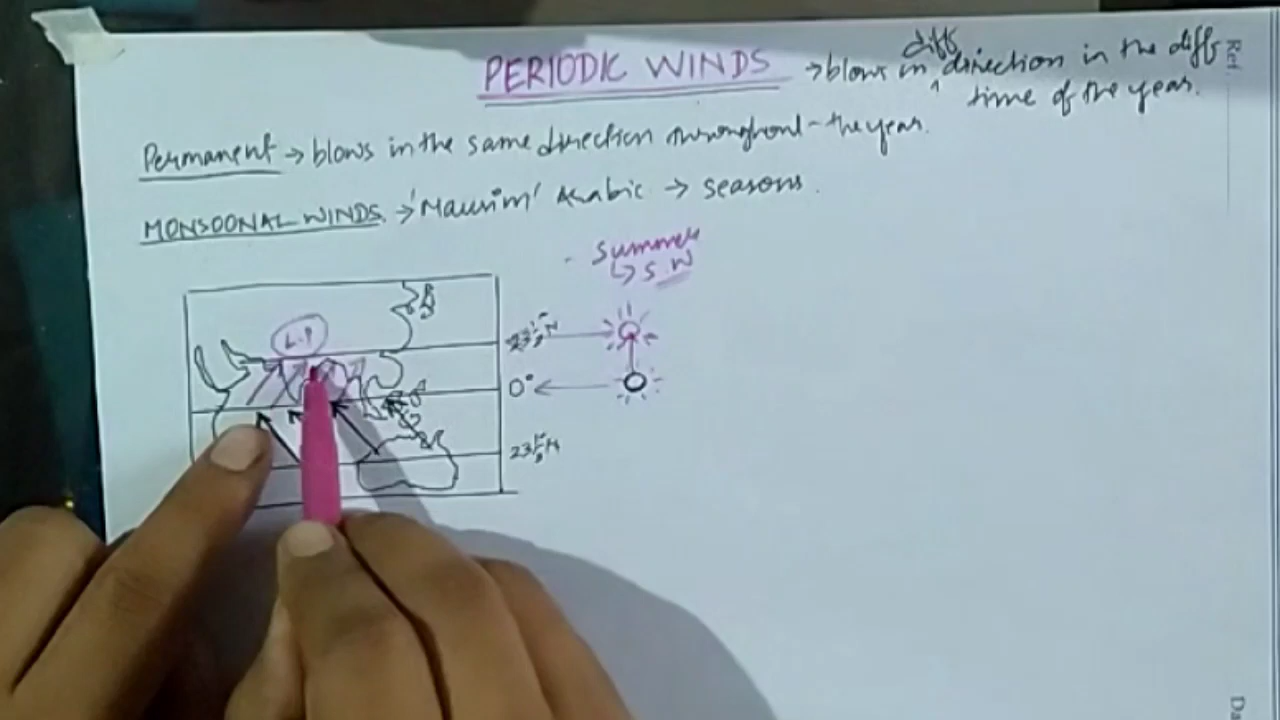 PERIODIC WINDS → blows in diff direction in the diff
time of the year.
Permanent → blows in the same direction throughout the year.
MONSOONAL WINDS → 'Mausim' Arabic → seasons.
Summer
↳ S W
L.P
23½°N
0°
23½°N